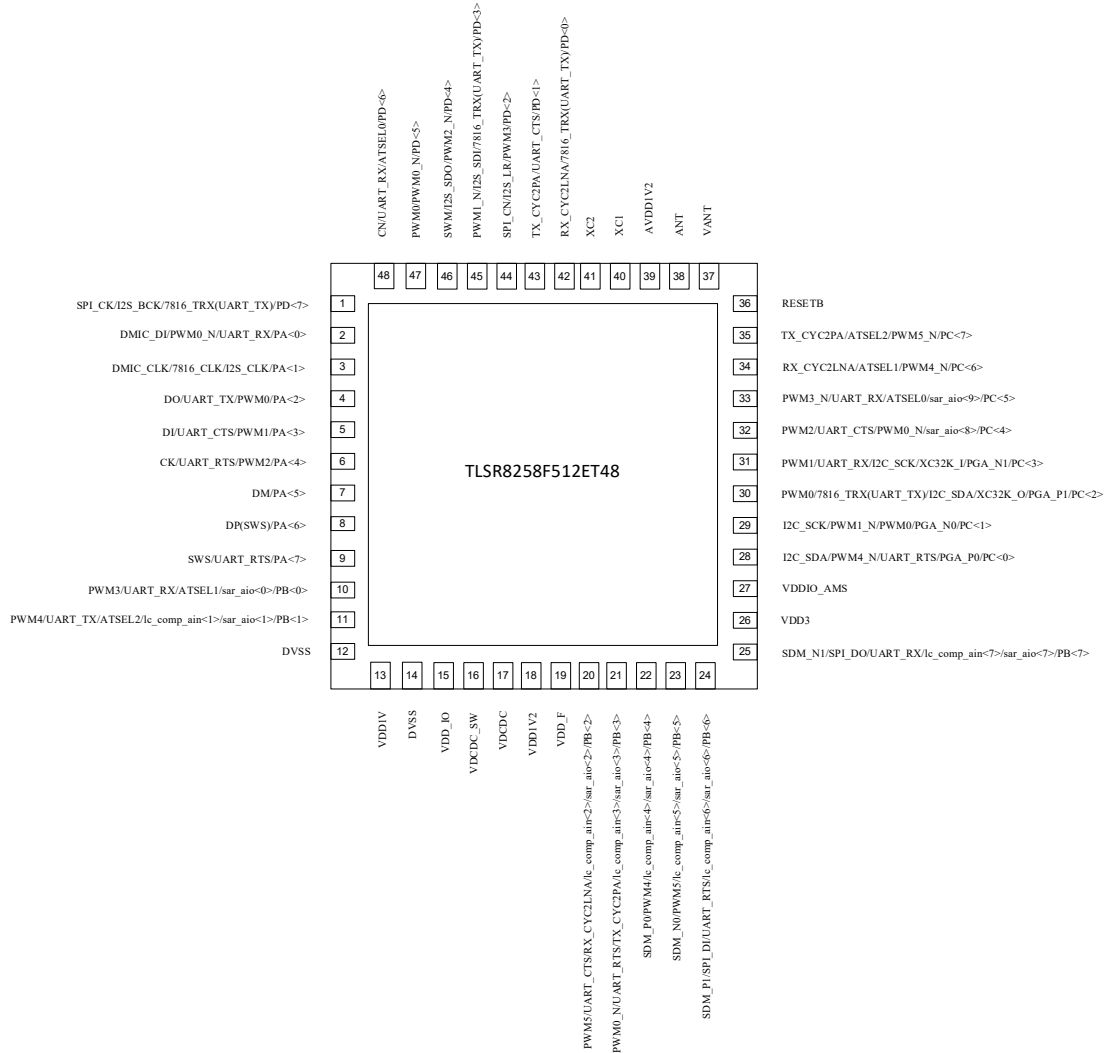 CN/UART_RX/ATSEL0/PD<6>
PWM0/PWM0_N/PD<5>
SWM/I2S_SDO/PWM2_N/PD<4>
PWM1_N/I2S_SDI/7816_TRX(UART_TX)/PD<3>
SPI_CN/I2S_LR/PWM3/PD<2>
TX_CYC2PA/UART_CTS/PD<1>
RX_CYC2LNA/7816_TRX(UART_TX)/PD<0>
XC2
XC1
AVDD1V2
ANT
VANT
48 47 46 45 44 43 42 41 40 39 38 37
SPI_CK/I2S_BCK/7816_TRX(UART_TX)/PD<7> 1
DMIC_DI/PWM0_N/UART_RX/PA<0> 2
DMIC_CLK/7816_CLK/I2S_CLK/PA<1> 3
DO/UART_TX/PWM0/PA<2> 4
DI/UART_CTS/PWM1/PA<3> 5
CK/UART_RTS/PWM2/PA<4> 6
DM/PA<5> 7
DP(SWS)/PA<6> 8
SWS/UART_RTS/PA<7> 9
PWM3/UART_RX/ATSEL1/sar_aio<0>/PB<0> 10
PWM4/UART_TX/ATSEL2/lc_comp_ain<1>/sar_aio<1>/PB<1> 11
DVSS 12
TLSR8258F512ET48
36 RESETB
35 TX_CYC2PA/ATSEL2/PWM5_N/PC<7>
34 RX_CYC2LNA/ATSEL1/PWM4_N/PC<6>
33 PWM3_N/UART_RX/ATSEL0/sar_aio<9>/PC<5>
32 PWM2/UART_CTS/PWM0_N/sar_aio<8>/PC<4>
31 PWM1/UART_RX/I2C_SCK/XC32K_I/PGA_N1/PC<3>
30 PWM0/7816_TRX(UART_TX)/I2C_SDA/XC32K_O/PGA_P1/PC<2>
29 I2C_SCK/PWM1_N/PWM0/PGA_N0/PC<1>
28 I2C_SDA/PWM4_N/UART_RTS/PGA_P0/PC<0>
27 VDDIO_AMS
26 VDD3
25 SDM_N1/SPI_DO/UART_RX/lc_comp_ain<7>/sar_aio<7>/PB<7>
13 14 15 16 17 18 19 20 21 22 23 24
VDD1V
DVSS
VDD_IO
VDCDC_SW
VDCDC
VDD1V2
VDD_F
PWM5/UART_CTS/RX_CYC2LNA/lc_comp_ain<2>/sar_aio<2>/PB<2>
PWM0_N/UART_RTS/TX_CYC2PA/lc_comp_ain<3>/sar_aio<3>/PB<3>
SDM_P0/PWM4/lc_comp_ain<4>/sar_aio<4>/PB<4>
SDM_N0/PWM5/lc_comp_ain<5>/sar_aio<5>/PB<5>
SDM_P1/SPI_DI/UART_RTS/lc_comp_ain<6>/sar_aio<6>/PB<6>